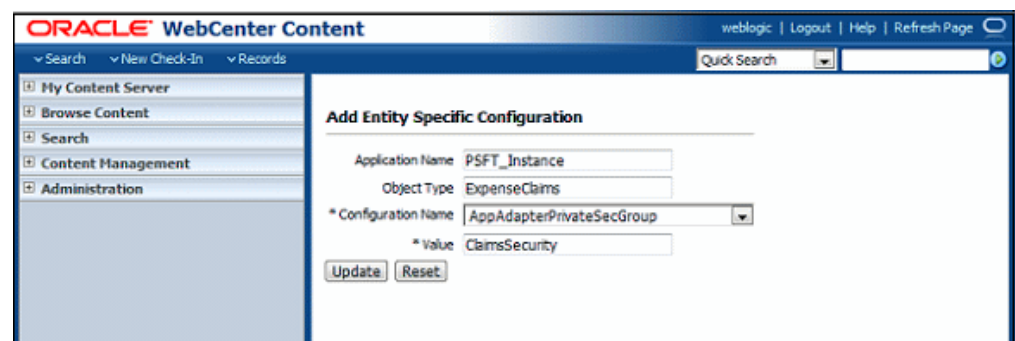 ORACLE WebCenter Content
weblogic | Logout | Help | Refresh Page
Search New Check-In Records
Quick Search
My Content Server
Browse Content
Search
Content Management
Administration
Add Entity Specific Configuration
Application Name PSFT_Instance
Object Type ExpenseClaims
* Configuration Name AppAdapterPrivateSecGroup
* Value ClaimsSecurity
Update Reset